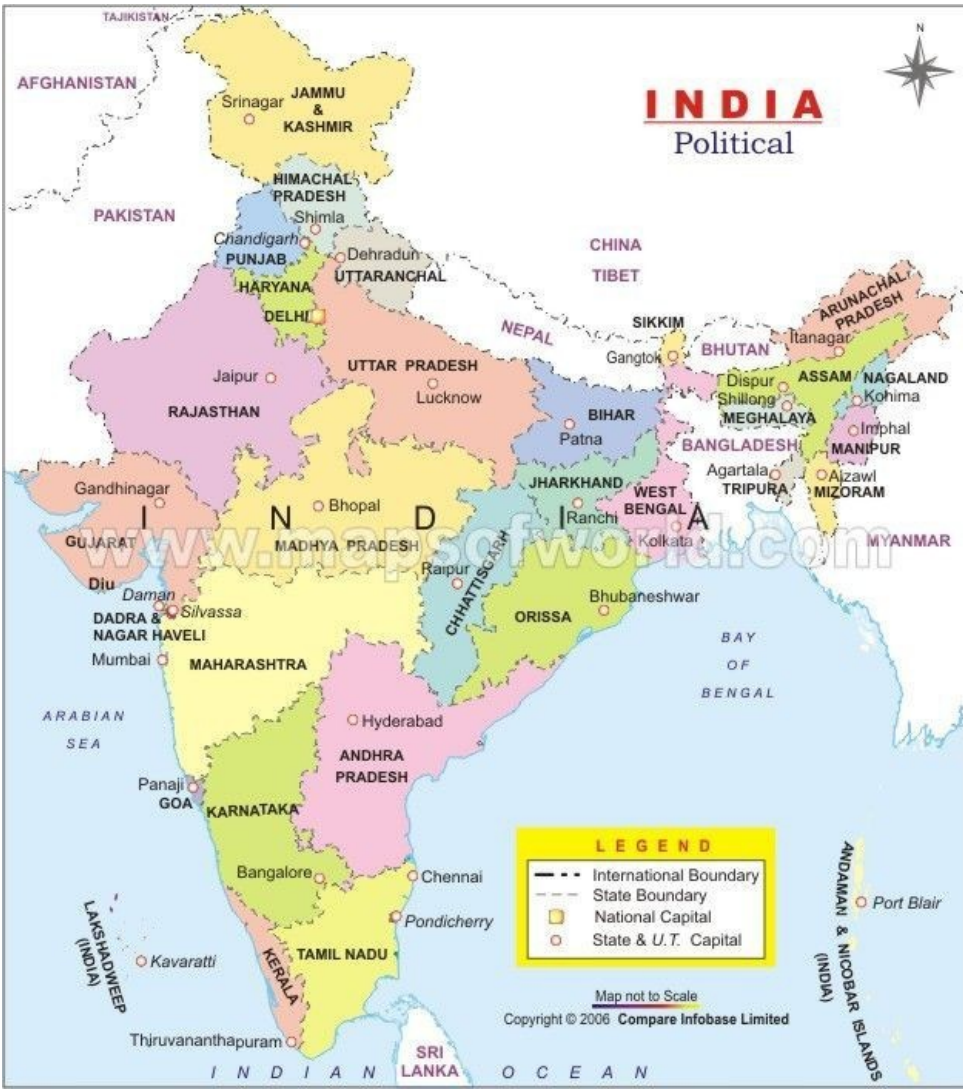 TAJIKISTAN
AFGHANISTAN
N
INDIA
Political
JAMMU
&
KASHMIR
Srinagar
PAKISTAN
HIMACHAL
PRADESH
Shimla
Chandigarh
PUNJAB
Dehradun
UTTARANCHAL
HARYANA
DELHI
CHINA
TIBET
NEPAL
SIKKIM
Gangtok
BHUTAN
ARUNACHAL
PRADESH
Itanagar
Dispur
ASSAM
NAGALAND
Shillong
Kohima
MEGHALAYA
Imphal
MANIPUR
BANGLADESH
Agartala
TRIPURA
Aizawl
MIZORAM
MYANMAR
Jaipur
RAJASTHAN
UTTAR PRADESH
Lucknow
BIHAR
Patna
JHARKHAND
Ranchi
WEST
BENGAL
Kolkata
Gandhinagar
GUJARAT
Diu
Bhopal
MADHYA PRADESH
I N D I A
www.mapsofworld.com
Raipur
CHHATTISGARH
ORISSA
Bhubaneshwar
Daman
Silvassa
DADRA &
NAGAR HAVELI
Mumbai
MAHARASHTRA
BAY
OF
BENGAL
ARABIAN
SEA
Hyderabad
ANDHRA
PRADESH
Panaji
GOA
KARNATAKA
Bangalore
Chennai
Pondicherry
TAMIL NADU
KERALA
Thiruvananthapuram
LAKSHADWEEP
(INDIA)
Kavaratti
LEGEND
International Boundary
State Boundary
National Capital
State & U.T. Capital
Map not to Scale
Copyright © 2006 Compare Infobase Limited
ANDAMAN & NICOBAR ISLANDS
(INDIA)
Port Blair
SRI
LANKA
INDIAN OCEAN